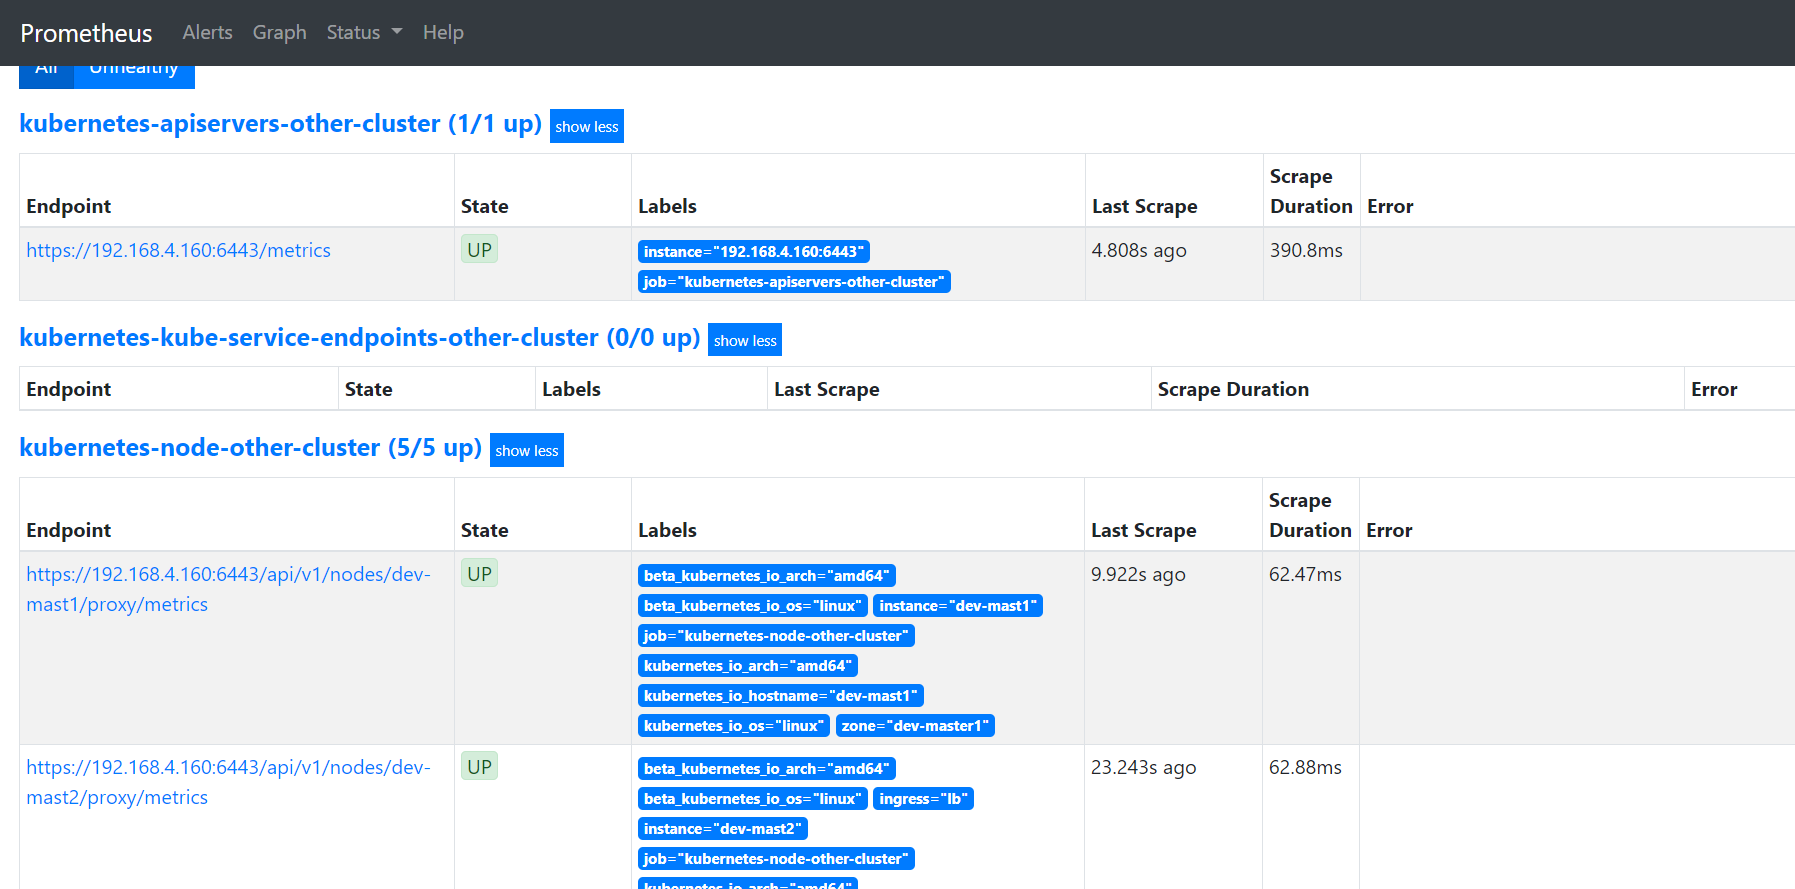 Prometheus Alerts Graph Status Help
All Unhealthy
kubernetes-apiservers-other-cluster (1/1 up) show less
Endpoint State Labels Last Scrape Scrape Duration Error
https://192.168.4.160:6443/metrics UP instance="192.168.4.160:6443" 4.808s ago 390.8ms
job="kubernetes-apiservers-other-cluster"
kubernetes-kube-service-endpoints-other-cluster (0/0 up) show less
Endpoint State Labels Last Scrape Scrape Duration Error
kubernetes-node-other-cluster (5/5 up) show less
Endpoint State Labels Last Scrape Scrape Duration Error
https://192.168.4.160:6443/api/v1/nodes/dev- UP beta_kubernetes_io_arch="amd64" 9.922s ago 62.47ms
mast1/proxy/metrics beta_kubernetes_io_os="linux" instance="dev-mast1"
job="kubernetes-node-other-cluster"
kubernetes_io_arch="amd64"
kubernetes_io_hostname="dev-mast1"
kubernetes_io_os="linux" zone="dev-master1"
https://192.168.4.160:6443/api/v1/nodes/dev- UP beta_kubernetes_io_arch="amd64" 23.243s ago 62.88ms
mast2/proxy/metrics beta_kubernetes_io_os="linux" ingress="lb"
instance="dev-mast2"
job="kubernetes-node-other-cluster"
kubernetes_io_arch="amd64"